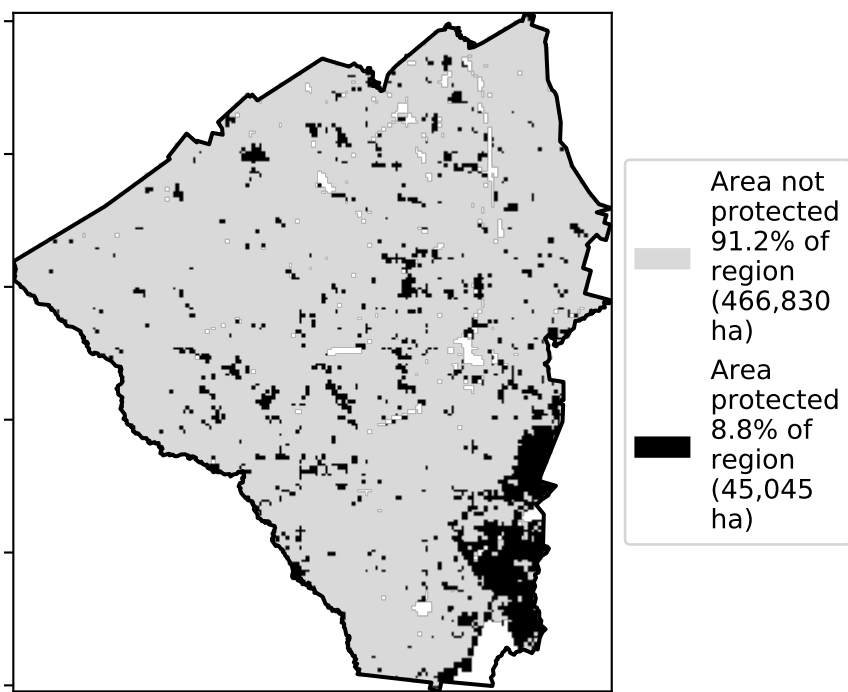 Area not
protected
91.2% of
region
(466,830
ha)
Area
protected
8.8% of
region
(45,045
ha)